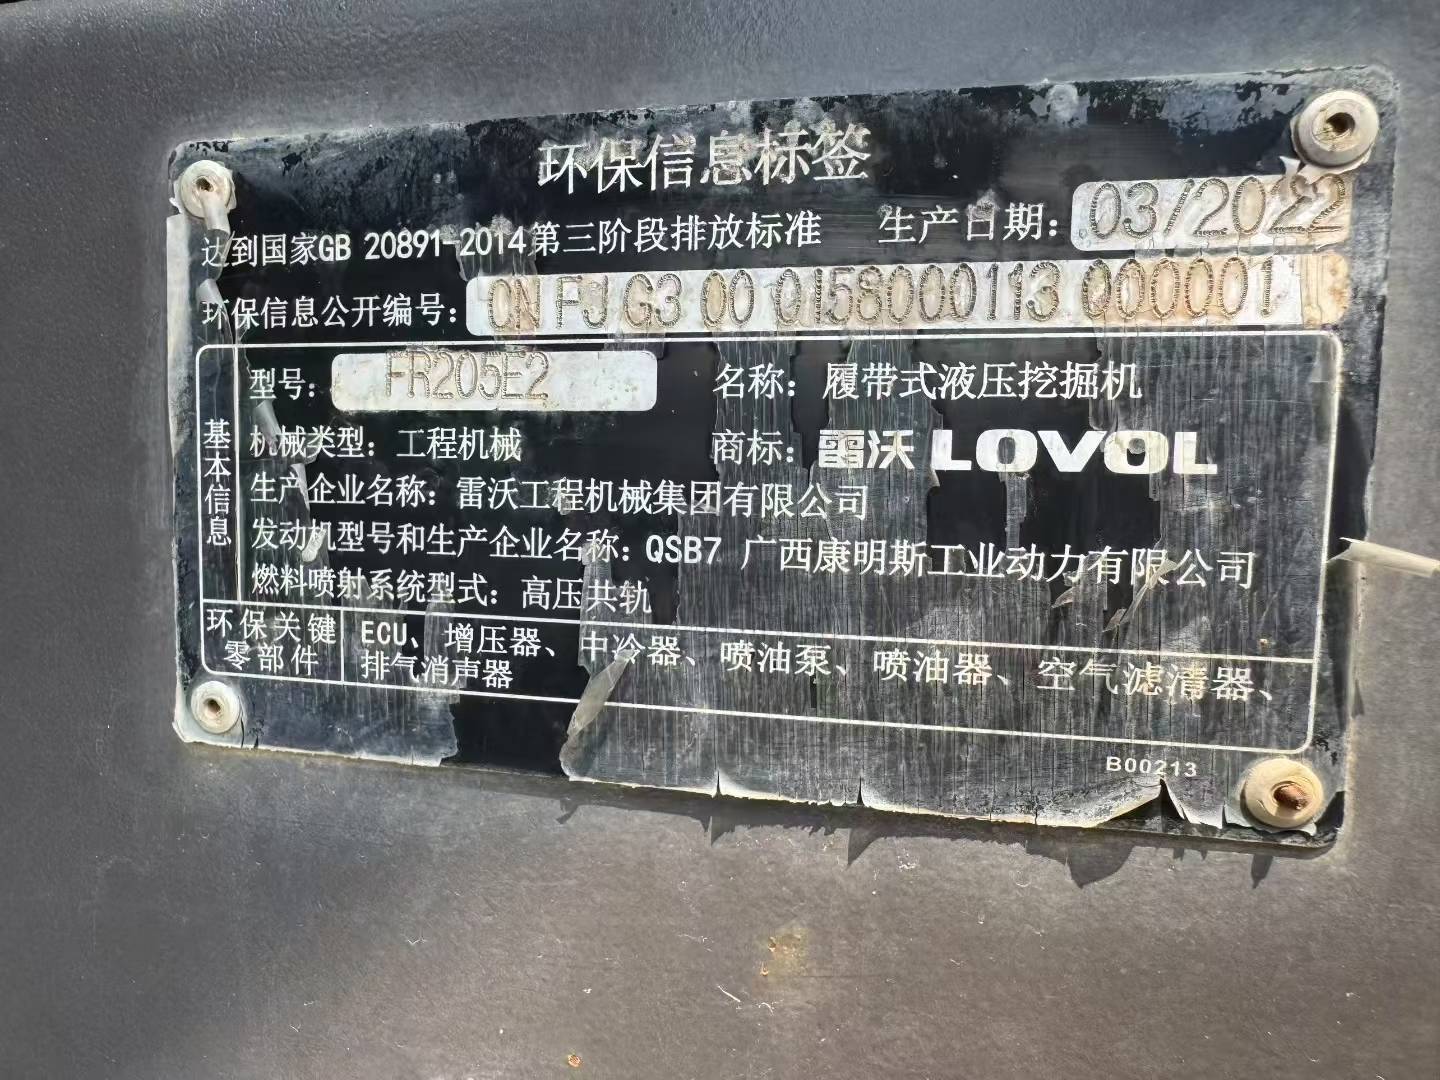 环保信息标签
达到国家GB 20891-2014第三阶段排放标准 生产日期：03/2022
环保信息公开编号：CN FJ G3 00 0158000113 000001
基本信息
型号：FR205E2 名称：履带式液压挖掘机
机械类型：工程机械 商标：雷沃 LOVOL
生产企业名称：雷沃工程机械集团有限公司
发动机型号和生产企业名称：QSB7 广西康明斯工业动力有限公司
燃料喷射系统型式：高压共轨
环保关键零部件 ECU、增压器、中冷器、喷油泵、喷油器、空气滤清器、
排气消声器
B00213